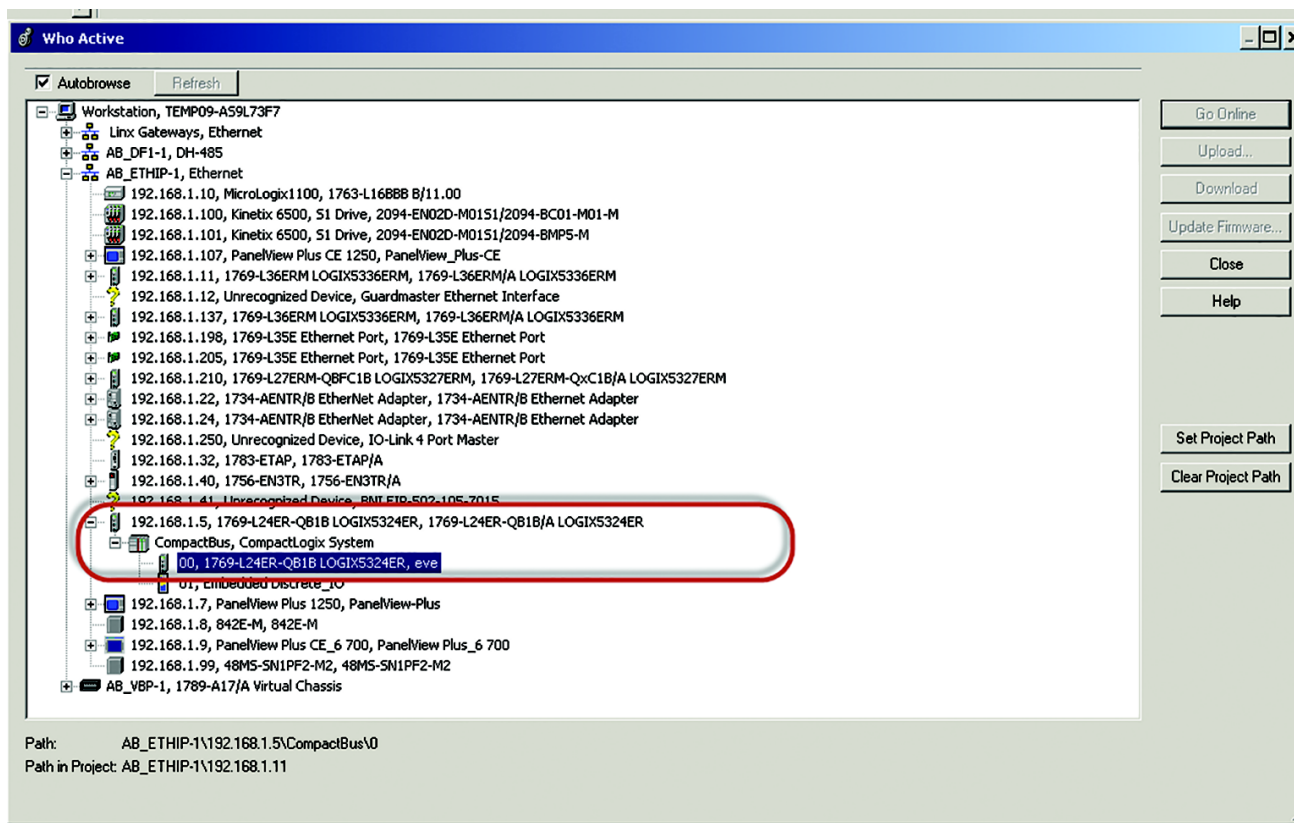 Who Active
Autobrowse Refresh
Workstation, TEMP09-A59L73F7
Linx Gateways, Ethernet
AB_DF1-1, DH-485
AB_ETHIP-1, Ethernet
192.168.1.10, MicroLogix1100, 1763-L16BBB B/11.00
192.168.1.100, Kinetix 6500, S1 Drive, 2094-EN02D-M01S1/2094-BC01-M01-M
192.168.1.101, Kinetix 6500, S1 Drive, 2094-EN02D-M01S1/2094-BMP5-M
192.168.1.107, PanelView Plus CE 1250, PanelView_Plus-CE
192.168.1.11, 1769-L36ERM LOGIX5336ERM, 1769-L36ERM/A LOGIX5336ERM
192.168.1.12, Unrecognized Device, Guardmaster Ethernet Interface
192.168.1.137, 1769-L36ERM LOGIX5336ERM, 1769-L36ERM/A LOGIX5336ERM
192.168.1.198, 1769-L35E Ethernet Port, 1769-L35E Ethernet Port
192.168.1.205, 1769-L35E Ethernet Port, 1769-L35E Ethernet Port
192.168.1.210, 1769-L27ERM-QBFC1B LOGIX5327ERM, 1769-L27ERM-QxC1B/A LOGIX5327ERM
192.168.1.22, 1734-AENTR/B EtherNet Adapter, 1734-AENTR/B Ethernet Adapter
192.168.1.24, 1734-AENTR/B EtherNet Adapter, 1734-AENTR/B Ethernet Adapter
192.168.1.250, Unrecognized Device, IO-Link 4 Port Master
192.168.1.32, 1783-ETAP, 1783-ETAP/A
192.168.1.40, 1756-EN3TR, 1756-EN3TR/A
192.168.1.41, Unrecognized Device, BNI EIP-502-105-Z015
192.168.1.5, 1769-L24ER-QB1B LOGIX5324ER, 1769-L24ER-QB1B/A LOGIX5324ER
CompactBus, CompactLogix System
00, 1769-L24ER-QB1B LOGIX5324ER, eve
01, Embedded Discrete_IO
192.168.1.7, PanelView Plus 1250, PanelView-Plus
192.168.1.8, 842E-M, 842E-M
192.168.1.9, PanelView Plus CE_6 700, PanelView Plus_6 700
192.168.1.99, 48MS-SN1PF2-M2, 48MS-SN1PF2-M2
AB_VBP-1, 1789-A17/A Virtual Chassis
Go Online
Upload...
Download
Update Firmware...
Close
Help
Set Project Path
Clear Project Path
Path: AB_ETHIP-1\192.168.1.5\CompactBus\0
Path in Project: AB_ETHIP-1\192.168.1.11